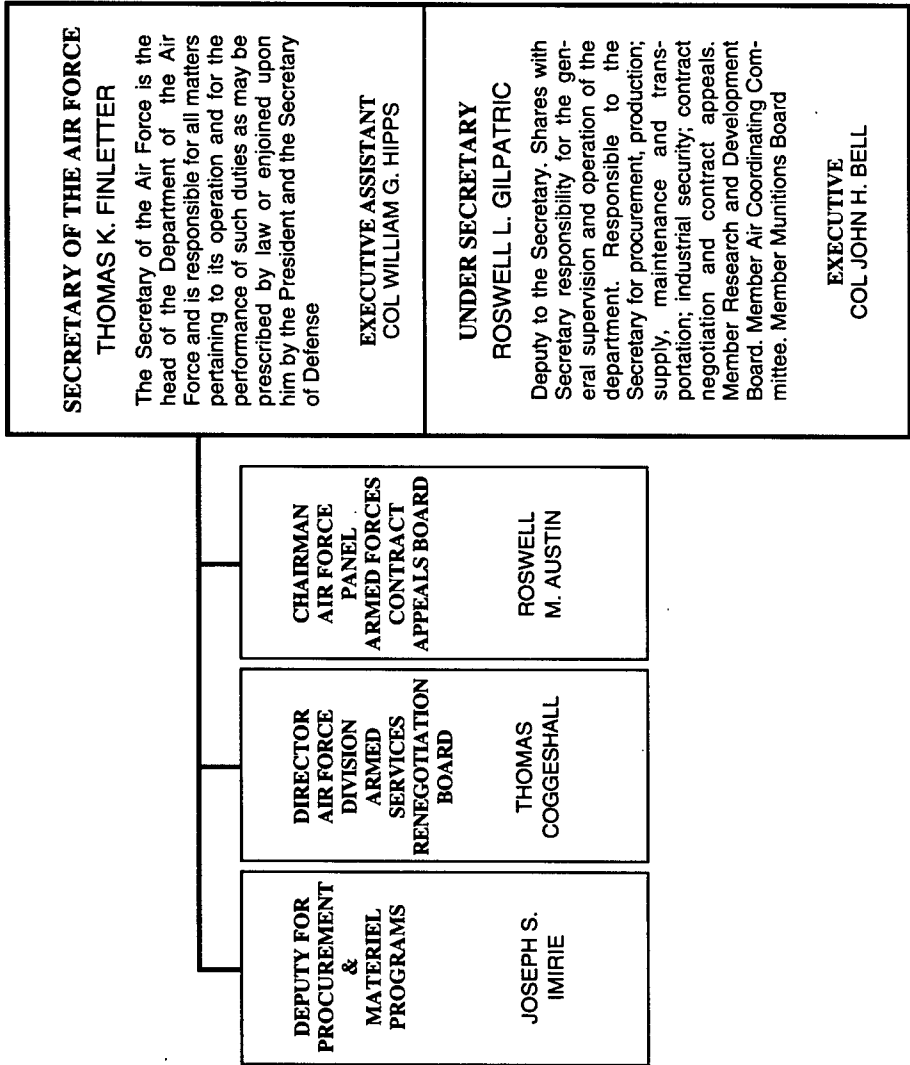 SECRETARY OF THE AIR FORCE
THOMAS K. FINLETTER
The Secretary of the Air Force is the
head of the Department of the Air
Force and is responsible for all matters
pertaining to its operation and for the
performance of such duties as may be
prescribed by law or enjoined upon
him by the President and the Secretary
of Defense
EXECUTIVE ASSISTANT
COL WILLIAM G. HIPPS
UNDER SECRETARY
ROSWELL L. GILPATRIC
Deputy to the Secretary. Shares with
Secretary responsibility for the gen-
eral supervision and operation of the
department. Responsible to the
Secretary for procurement, production;
supply, maintenance and trans-
portation; industrial security; contract
negotiation and contract appeals.
Member Research and Development
Board. Member Air Coordinating Com-
mittee. Member Munitions Board
EXECUTIVE
COL JOHN H. BELL
DEPUTY FOR
PROCUREMENT
&
MATERIEL
PROGRAMS
JOSEPH S.
IMIRIE
DIRECTOR
AIR FORCE
DIVISION
ARMED
SERVICES
RENEGOTIATION
BOARD
THOMAS
COGGESHALL
CHAIRMAN
AIR FORCE
PANEL
ARMED FORCES
CONTRACT
APPEALS BOARD
ROSWELL
M. AUSTIN